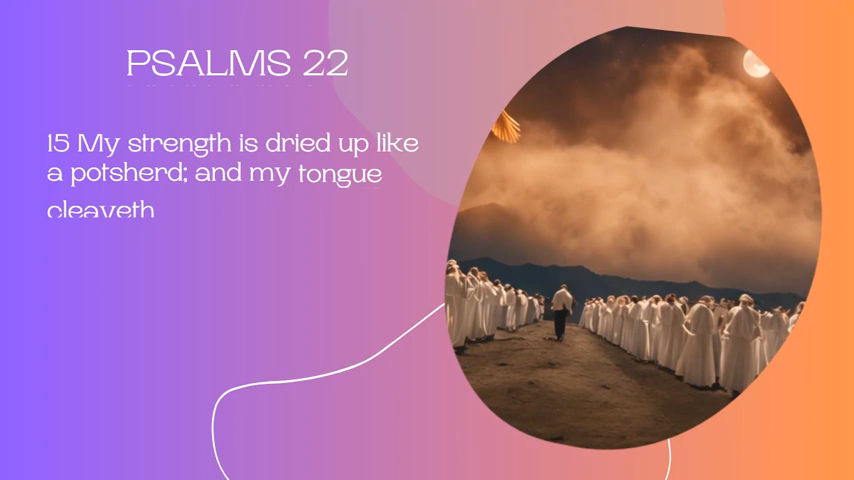 PSALMS 22
15 My strength is dried up like
a potsherd; and my tongue
cleaveth